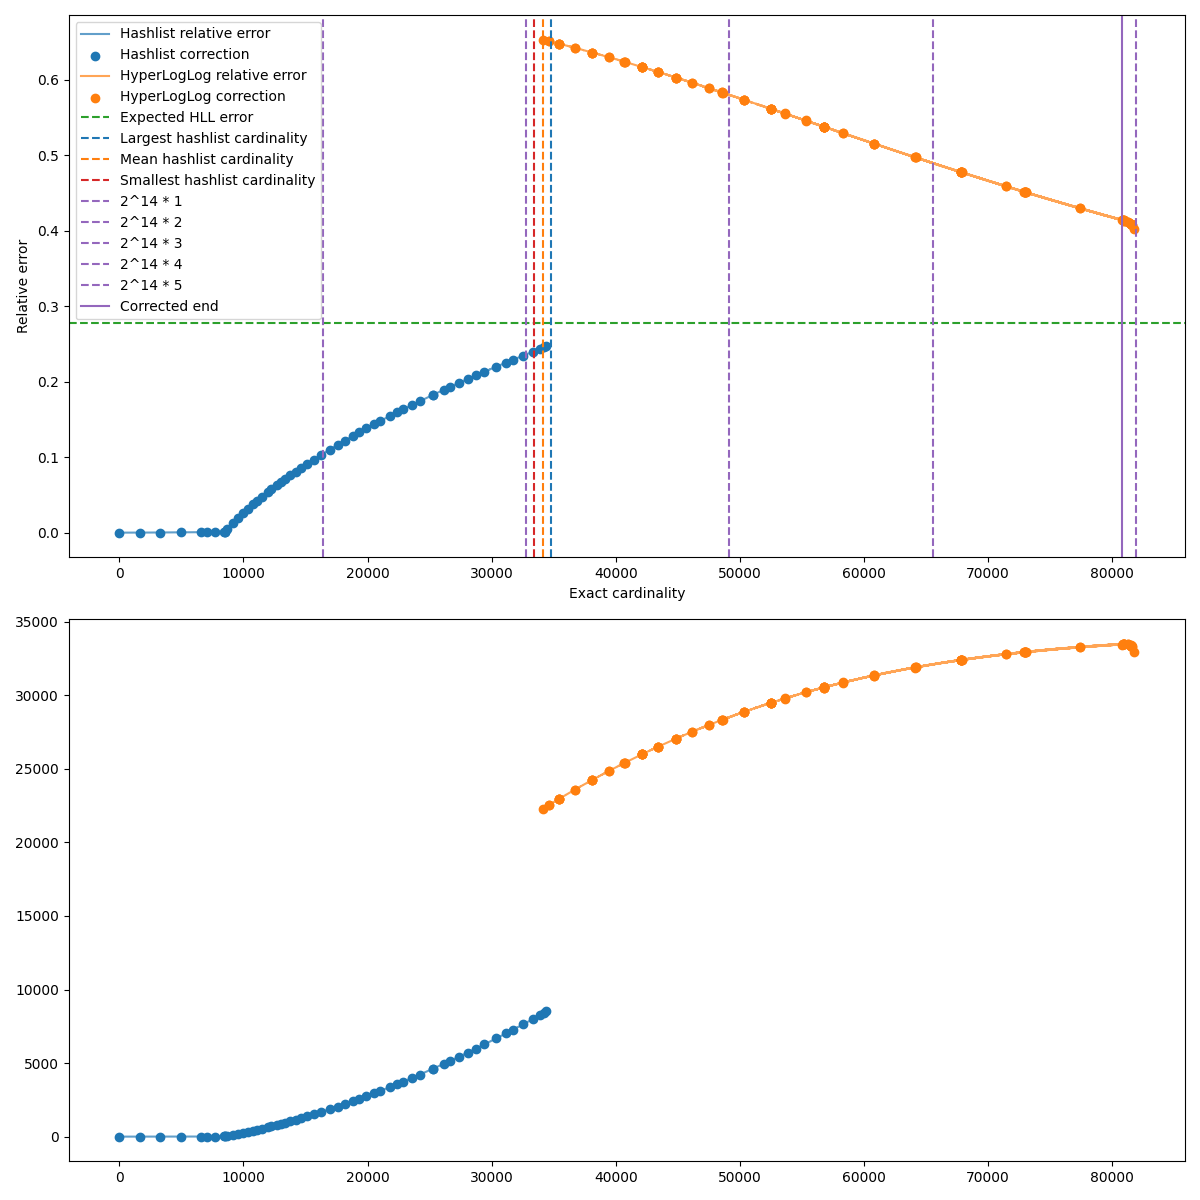 Hashlist relative error
Hashlist correction
HyperLogLog relative error
HyperLogLog correction
Expected HLL error
Largest hashlist cardinality
Mean hashlist cardinality
Smallest hashlist cardinality
2^14 * 1
2^14 * 2
2^14 * 3
2^14 * 4
2^14 * 5
Corrected end
Relative error
0.6
0.5
0.4
0.3
0.2
0.1
0.0
0 10000 20000 30000 40000 50000 60000 70000 80000
Exact cardinality
35000
30000
25000
20000
15000
10000
5000
0
0 10000 20000 30000 40000 50000 60000 70000 80000